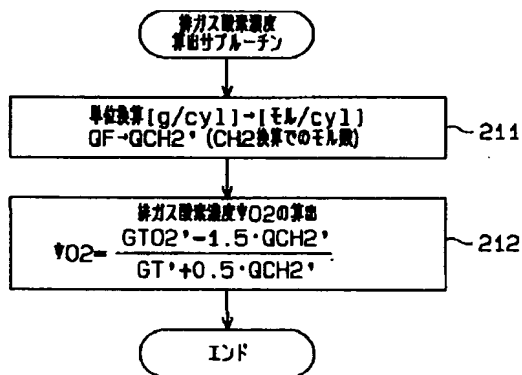 排ガス酸素濃度
算出サブルーチン
単位換算[g/cyl]→[モル/cyl]
QF→QCH2' (CH2換算でのモル数)
211
排ガス酸素濃度ΨO2の算出
ΨO2= GTO2'-1.5·QCH2'
GT'+0.5·QCH2'
212
エンド